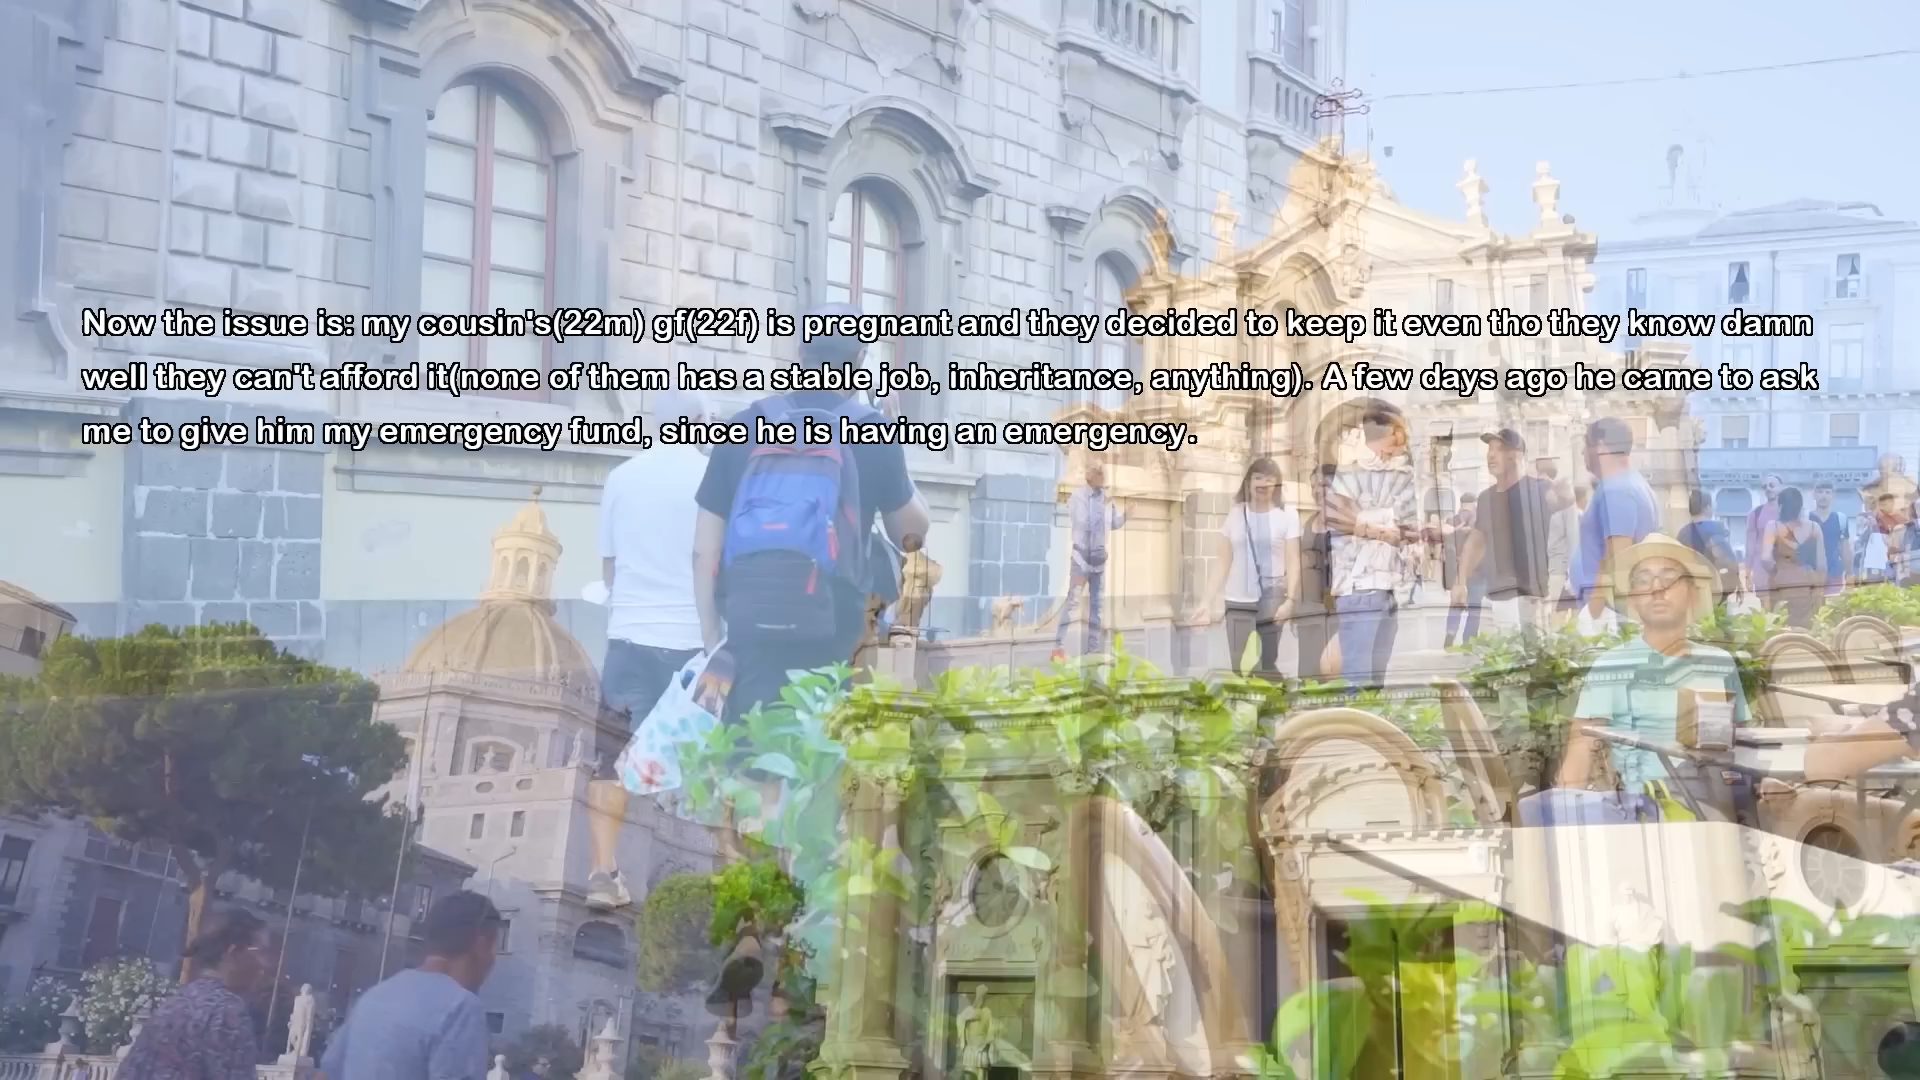 Now the issue is: my cousin's(22m) gf(22f) is pregnant and they decided to keep it even tho they know damn
well they can't afford it(none of them has a stable job, inheritance, anything). A few days ago he came to ask
me to give him my emergency fund, since he is having an emergency.